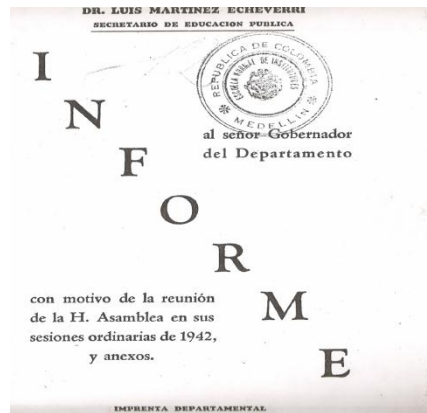 DR. LUIS MARTINEZ ECHEVERRI
SECRETARIO DE EDUCACION PUBLICA
INFORME
REPUBLICA DE COLOMBIA
MEDELLIN
al señor Gobernador
del Departamento
con motivo de la reunión
de la H. Asamblea en sus
sesiones ordinarias de 1942,
y anexos.
IMPRENTA DEPARTAMENTAL